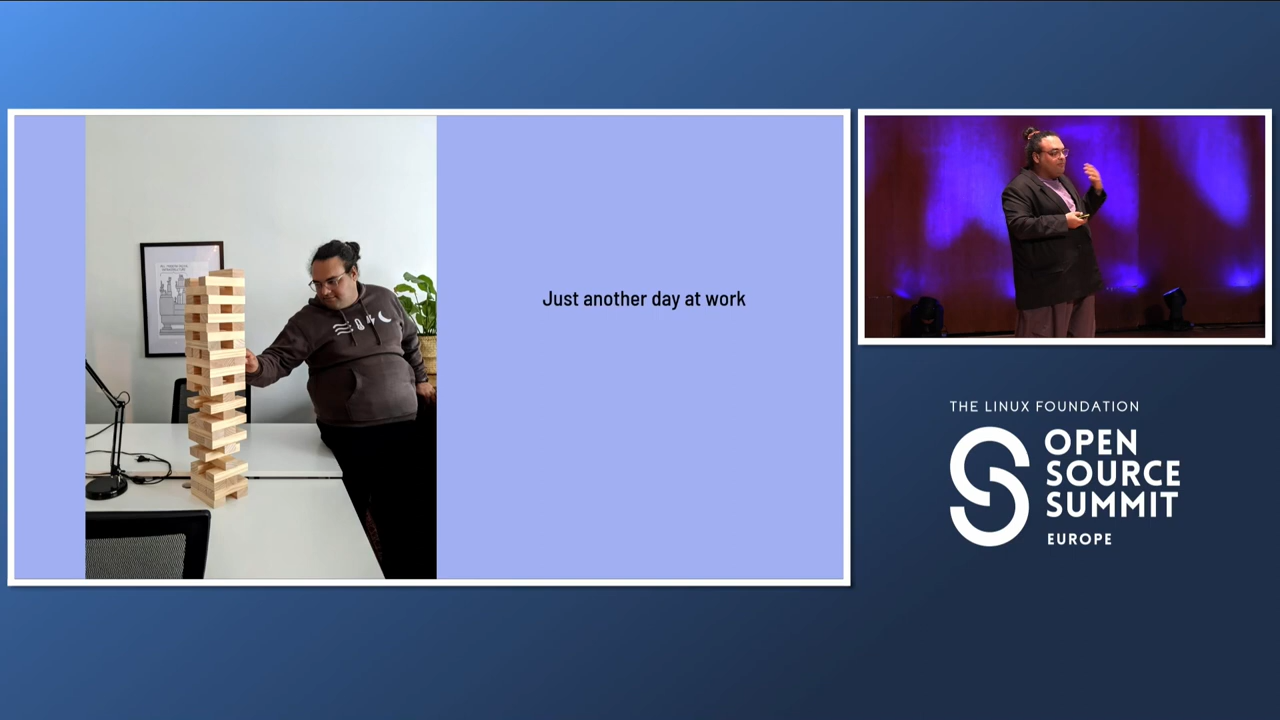 Just another day at work
THE LINUX FOUNDATION
OPEN
SOURCE
SUMMIT
EUROPE